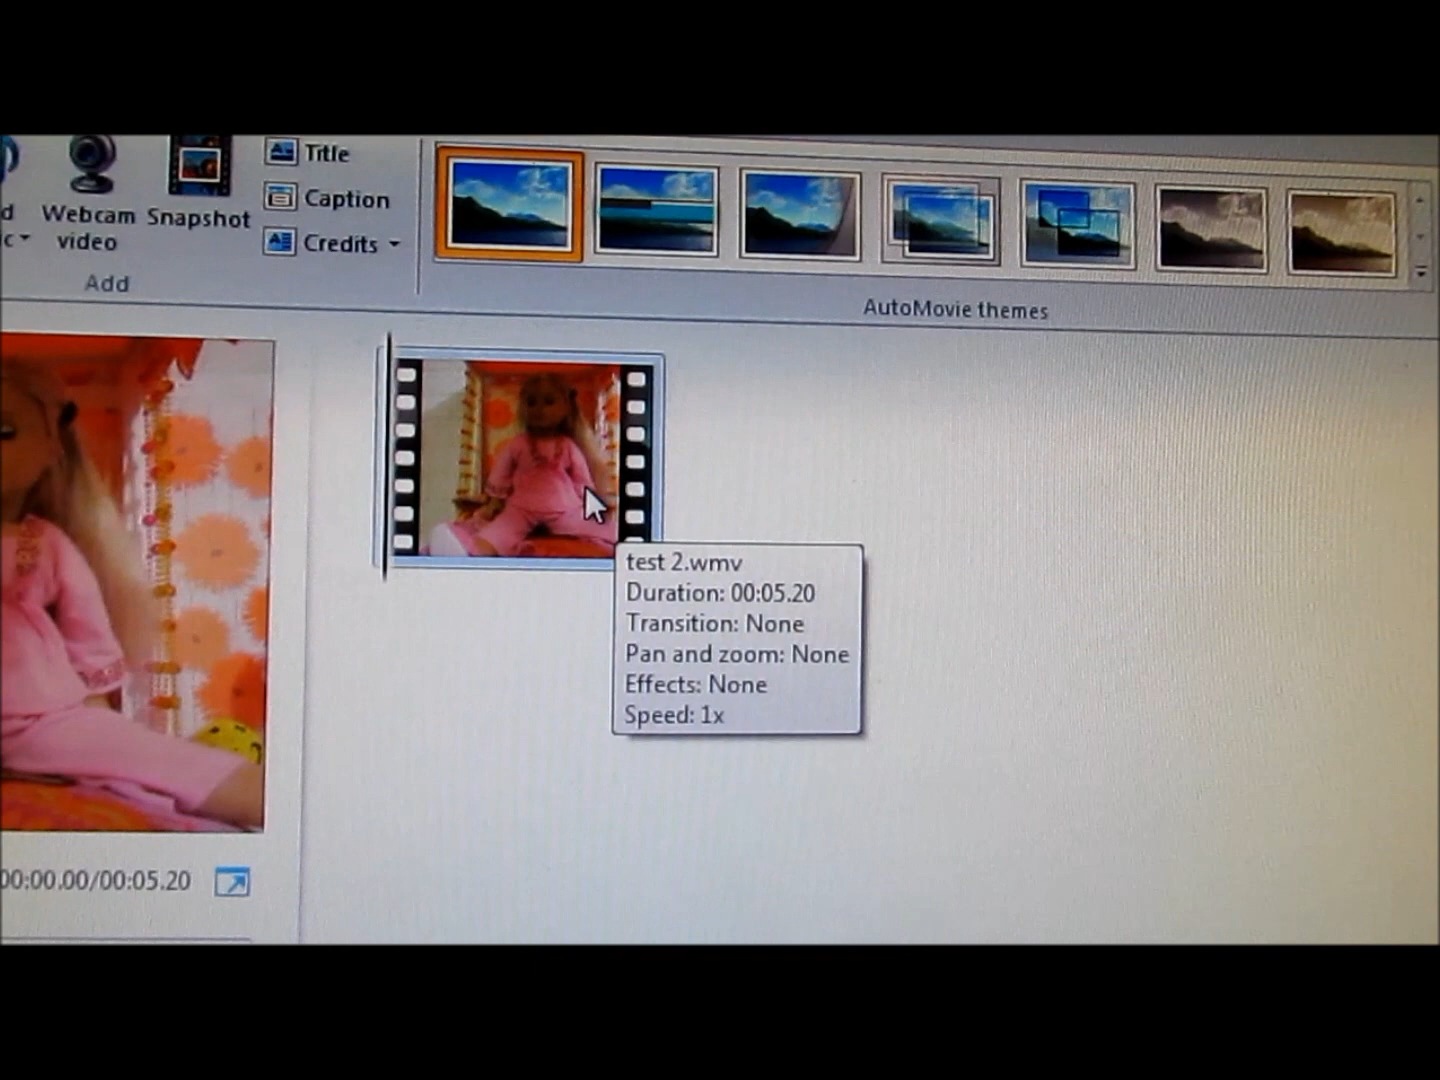 Title
Webcam
video
Snapshot
Caption
Credits
Add
AutoMovie themes
test 2.wmv
Duration: 00:05.20
Transition: None
Pan and zoom: None
Effects: None
Speed: 1x
00:00.00/00:05.20